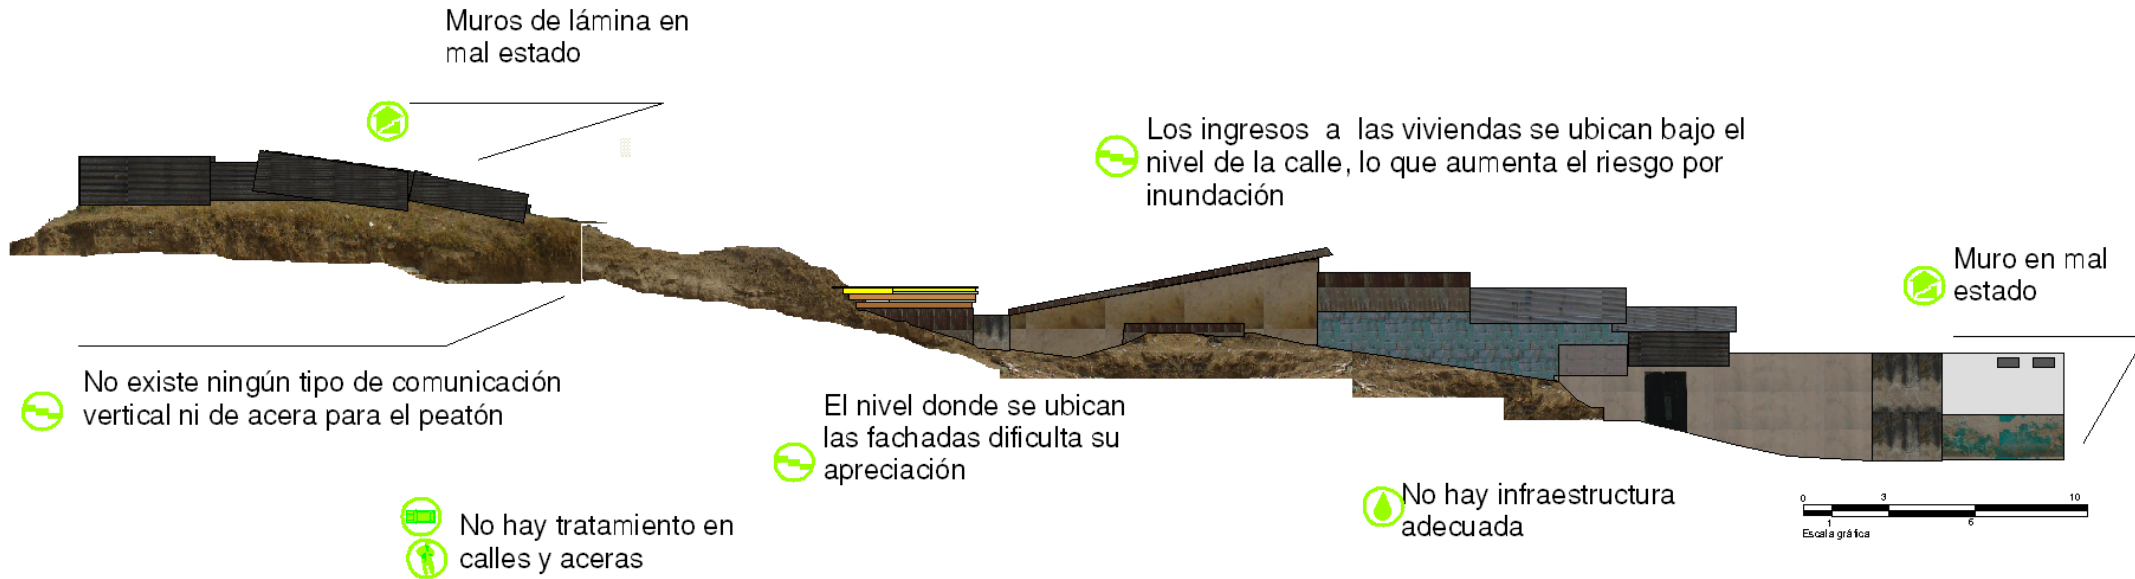 Muros de lámina en
mal estado
Los ingresos a las viviendas se ubican bajo el
nivel de la calle, lo que aumenta el riesgo por
inundación
Muro en mal
estado
No existe ningún tipo de comunicación
vertical ni de acera para el peatón
El nivel donde se ubican
las fachadas dificulta su
apreciación
No hay tratamiento en
calles y aceras
No hay infraestructura
adecuada
0 3 10
1 6
Escala gráfica